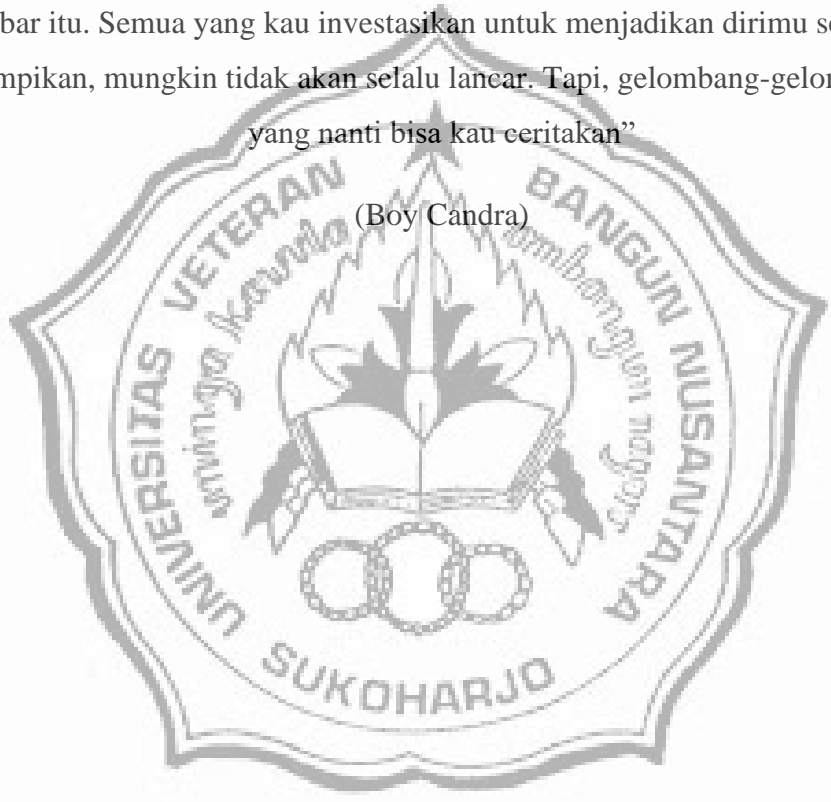 bar itu. Semua yang kau investasikan untuk menjadikan dirimu se
mpikan, mungkin tidak akan selalu lancar. Tapi, gelombang-gelo
yang nanti bisa kau ceritakan”
(Boy Candra)
UNIVERSITAS VETERAN BANGUN NUSANTARA
SUKOHARJO